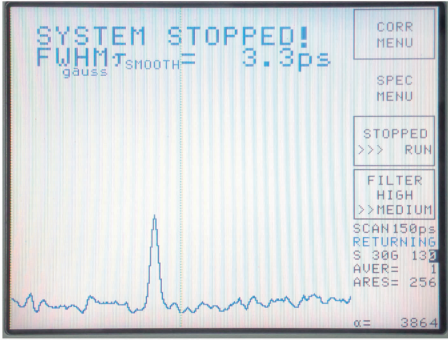 SYSTEM STOPPED!
FWHMτSMOOTH= 3.3ps
gauss
CORR
MENU
SPEC
MENU
STOPPED
>>> RUN
FILTER
HIGH
>>MEDIUM
SCAN150ps
RETURNING
S 30G 130
AVER= 1
ARES= 256
α= 3864